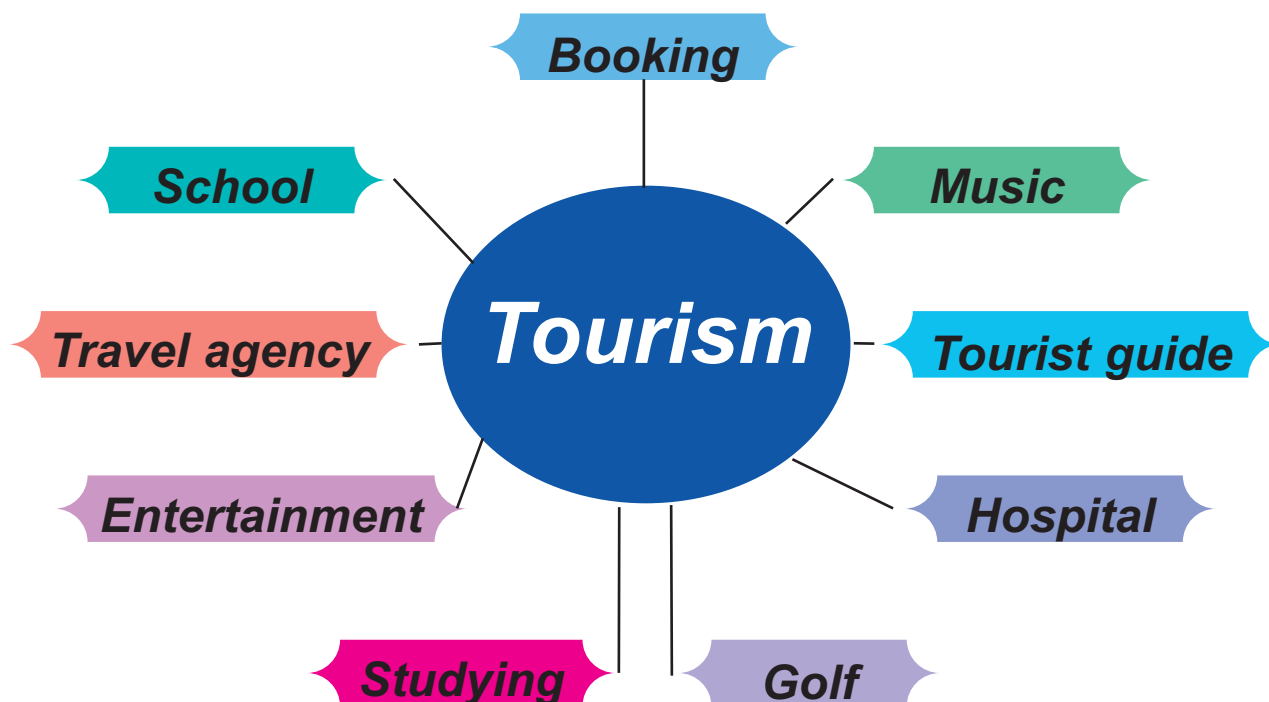 Booking
School
Music
Tourism
Travel agency
Tourist guide
Entertainment
Hospital
Studying
Golf